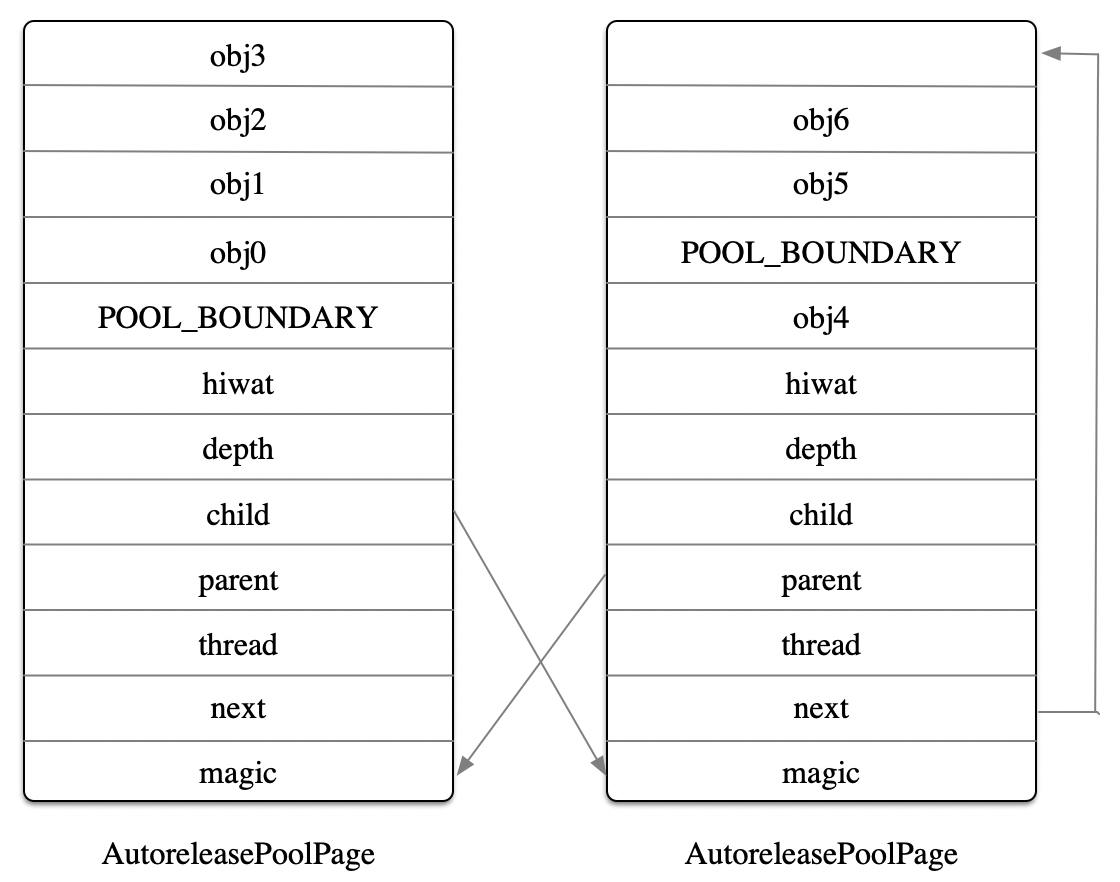 obj3
obj2
obj1
obj0
POOL_BOUNDARY
hiwat
depth
child
parent
thread
next
magic
AutoreleasePoolPage
obj6
obj5
POOL_BOUNDARY
obj4
hiwat
depth
child
parent
thread
next
magic
AutoreleasePoolPage